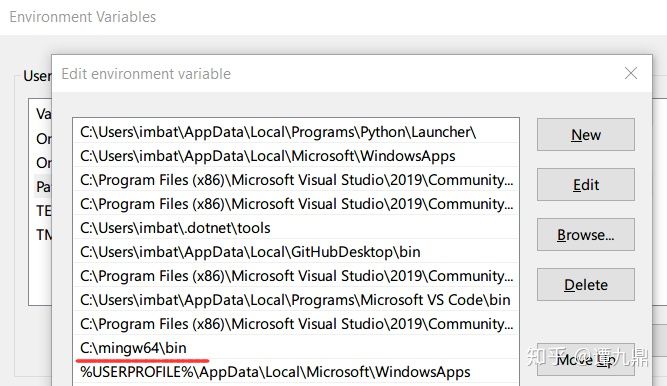 Environment Variables
Edit environment variable
User
Va
Or
Or
Pa
TE
TM
C:\Users\imbat\AppData\Local\Programs\Python\Launcher\
C:\Users\imbat\AppData\Local\Microsoft\WindowsApps
C:\Program Files (x86)\Microsoft Visual Studio\2019\Community...
C:\Program Files (x86)\Microsoft Visual Studio\2019\Community...
C:\Users\imbat\.dotnet\tools
C:\Users\imbat\AppData\Local\GitHubDesktop\bin
C:\Program Files (x86)\Microsoft Visual Studio\2019\Community...
C:\Users\imbat\AppData\Local\Programs\Microsoft VS Code\bin
C:\Program Files (x86)\Microsoft Visual Studio\2019\Community...
C:\mingw64\bin
%USERPROFILE%\AppData\Local\Microsoft\WindowsApps
New
Edit
Browse...
Delete
Move Up
知乎 @谭九鼎